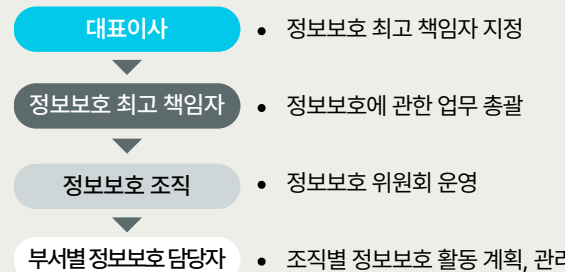 대표이사
• 정보보호 최고 책임자 지정
정보보호 최고 책임자
• 정보보호에 관한 업무 총괄
정보보호 조직
• 정보보호 위원회 운영
부서별 정보보호 담당자
• 조직별 정보보호 활동 계획,